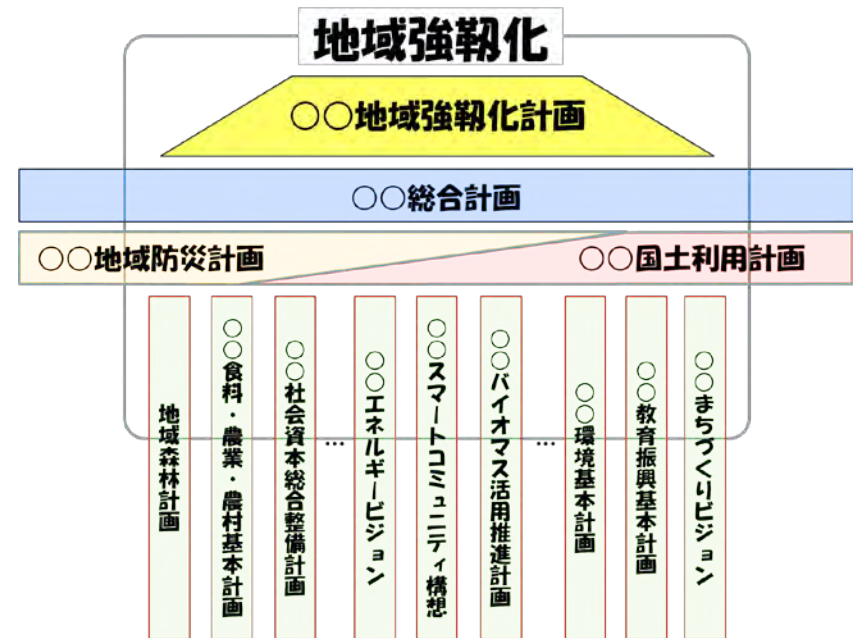 地域強靱化
○○地域強靱化計画
○○総合計画
○○地域防災計画
○○国土利用計画
地域森林計画
○○食料・農業・農村基本計画
○○社会資本総合整備計画
…
○○エネルギービジョン
○○スマートコミュニティ構想
○○バイオマス活用推進計画
…
○○環境基本計画
○○教育振興基本計画
○○まちづくりビジョン